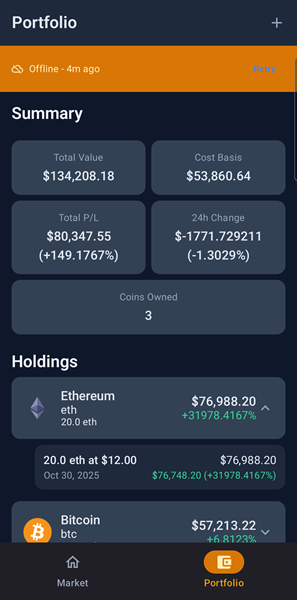 Portfolio
Offline - 4m ago
Retry
Summary
Total Value
$134,208.18
Cost Basis
$53,860.64
Total P/L
$80,347.55
(+149.1767%)
24h Change
$-1771.729211
(-1.3029%)
Coins Owned
3
Holdings
Ethereum
eth
20.0 eth
$76,988.20
+31978.4167%
20.0 eth at $12.00
$76,988.20
Oct 30, 2025
$76,748.20 (+31978.4167%)
Bitcoin
btc
$57,213.22
+6.8123%
Market
Portfolio